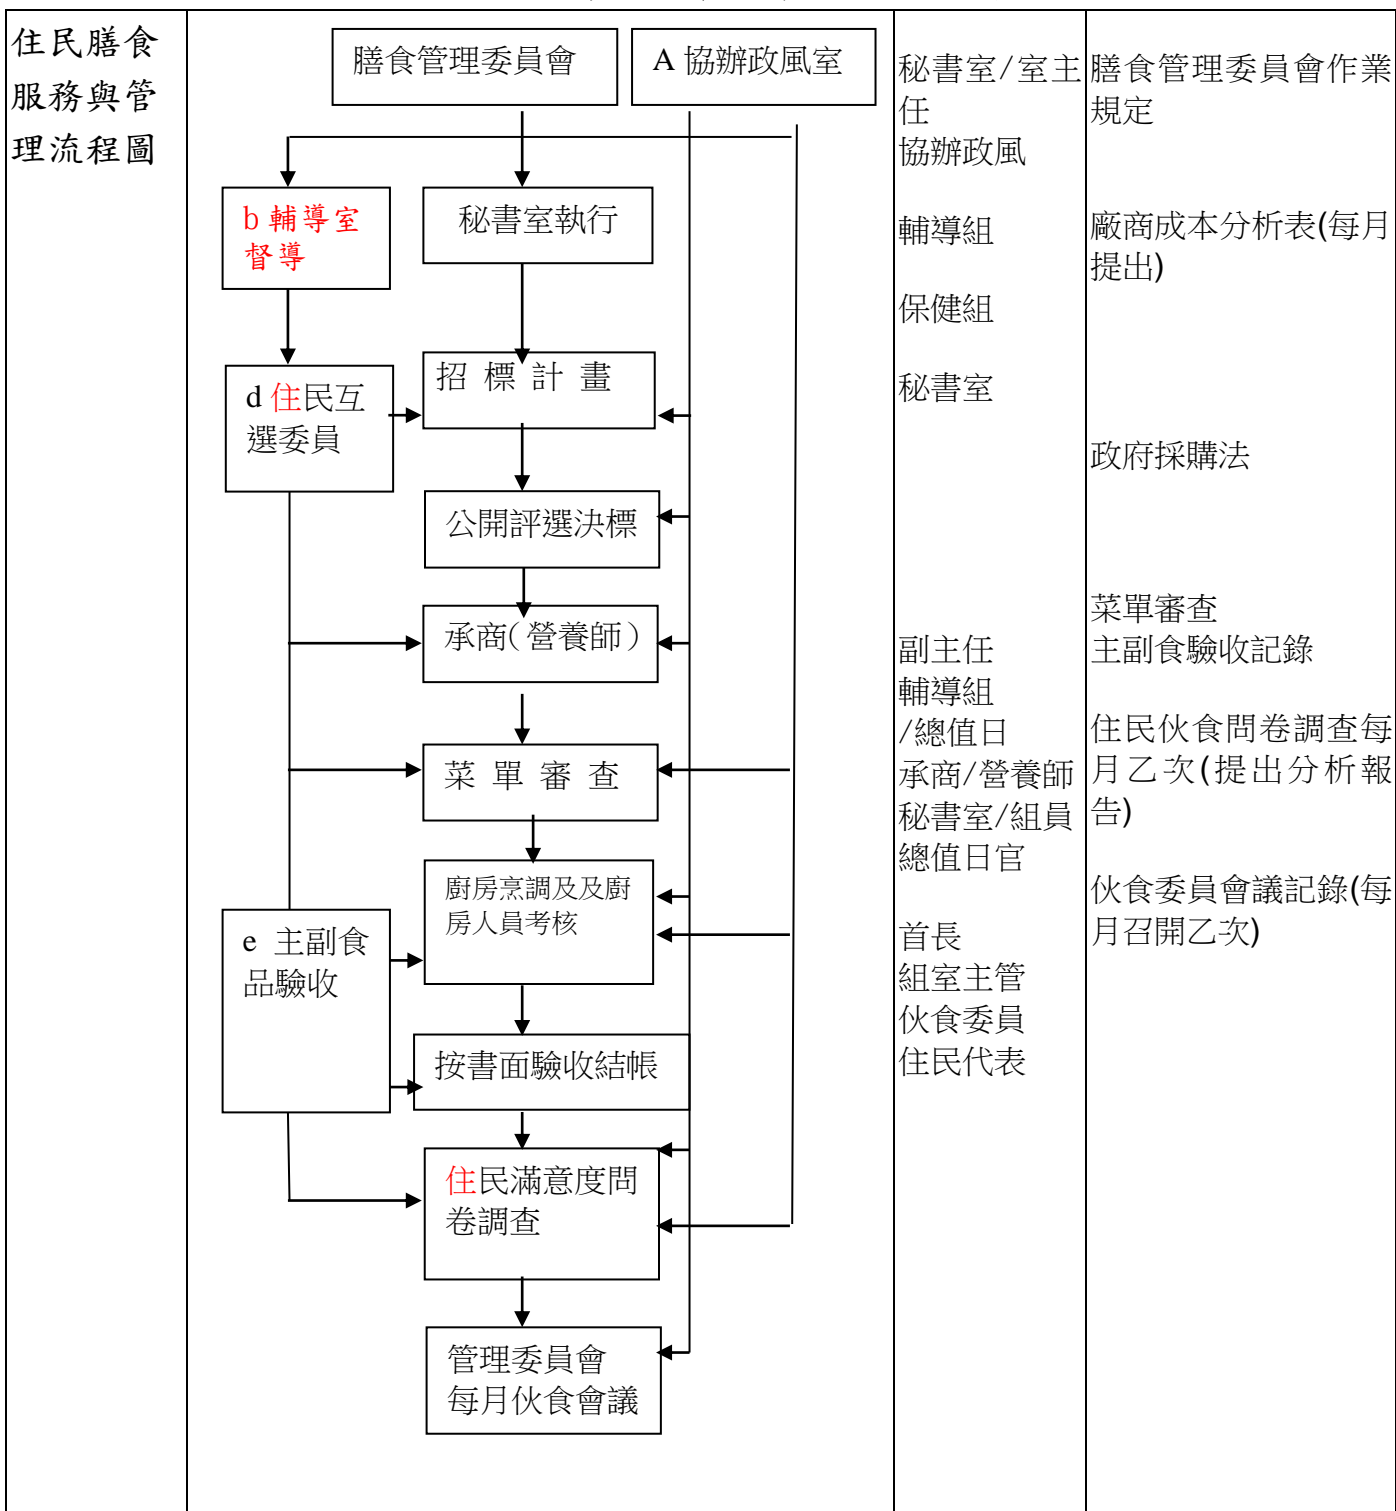 住民膳食
服務與管
理流程圖
膳食管理委員會
A 協辦政風室
b 輔導室
督導
秘書室執行
d 住民互
選委員
招 標 計 畫
公開評選決標
承商(營養師)
菜 單 審 查
廚房烹調及及廚
房人員考核
e 主副食
品驗收
按書面驗收結帳
住民滿意度問
卷調查
管理委員會
每月伙食會議
秘書室/室主
任
協辦政風
輔導組
保健組
秘書室
副主任
輔導組
/總值日
承商/營養師
秘書室/組員
總值日官
首長
組室主管
伙食委員
住民代表
膳食管理委員會作業
規定
廠商成本分析表(每月
提出)
政府採購法
菜單審查
主副食驗收記錄
住民伙食問卷調查每
月乙次(提出分析報
告)
伙食委員會議記錄(每
月召開乙次)